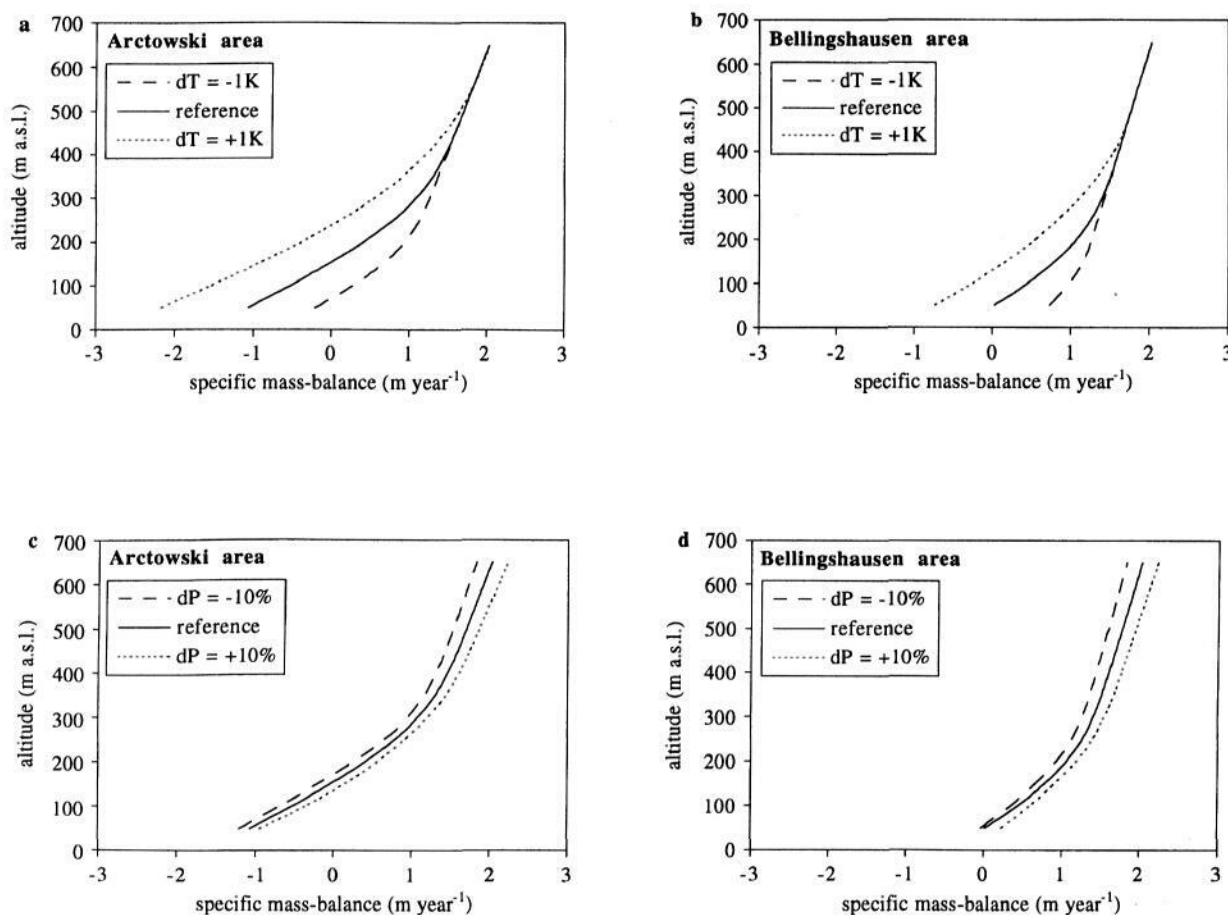 a
Arctowski area
dT = -1K
reference
dT = +1K
700
600
500
400
300
200
100
0
altitude (m a.s.l.)
-3 -2 -1 0 1 2 3
specific mass-balance (m year⁻¹)
b
Bellingshausen area
dT = -1K
reference
dT = +1K
700
600
500
400
300
200
100
0
altitude (m a.s.l.)
-3 -2 -1 0 1 2 3
specific mass-balance (m year⁻¹)
c
Arctowski area
dP = -10%
reference
dP = +10%
700
600
500
400
300
200
100
0
altitude (m a.s.l.)
-3 -2 -1 0 1 2 3
specific mass-balance (m year⁻¹)
d
Bellingshausen area
dP = -10%
reference
dP = +10%
700
600
500
400
300
200
100
0
altitude (m a.s.l.)
-3 -2 -1 0 1 2 3
specific mass-balance (m year⁻¹)